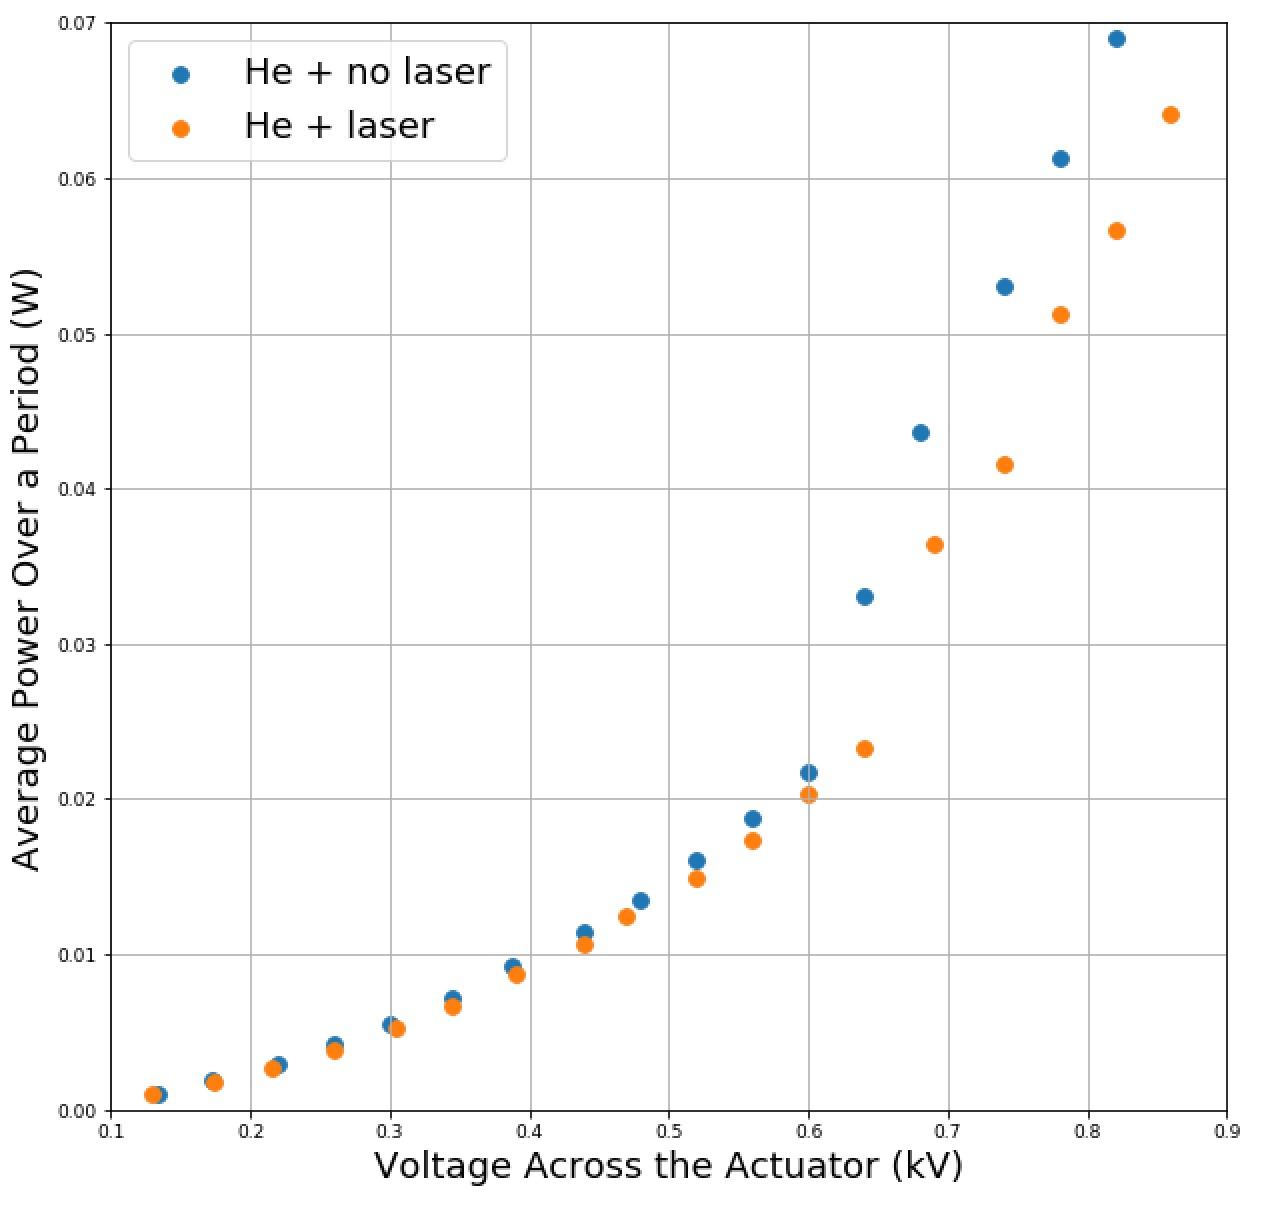 He + no laser
He + laser
Average Power Over a Period (W)
0.07
0.06
0.05
0.04
0.03
0.02
0.01
0.00
0.1 0.2 0.3 0.4 0.5 0.6 0.7 0.8 0.9
Voltage Across the Actuator (kV)